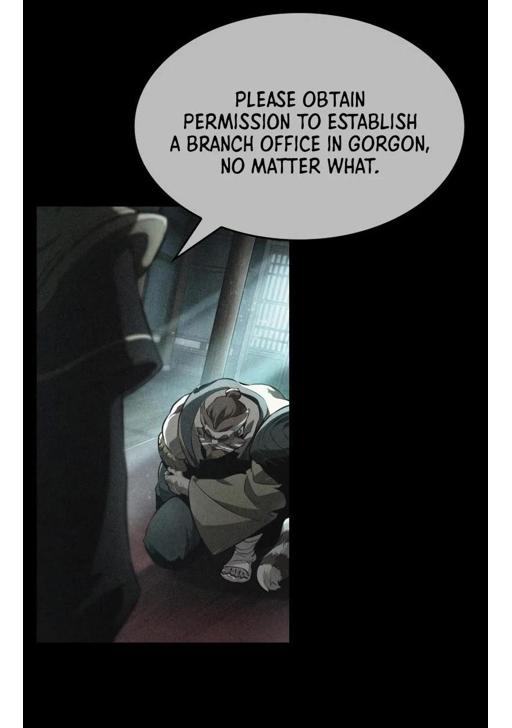 PLEASE OBTAIN
PERMISSION TO ESTABLISH
A BRANCH OFFICE IN GORGON,
NO MATTER WHAT.